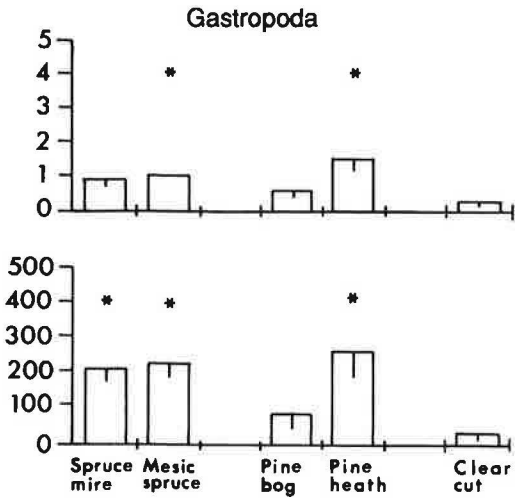 Gastropoda
5
4
3
2
1
0
* *
500
400
300
200
100
0
* * *
Spruce mire
Mesic spruce
Pine bog
Pine heath
Clear cut